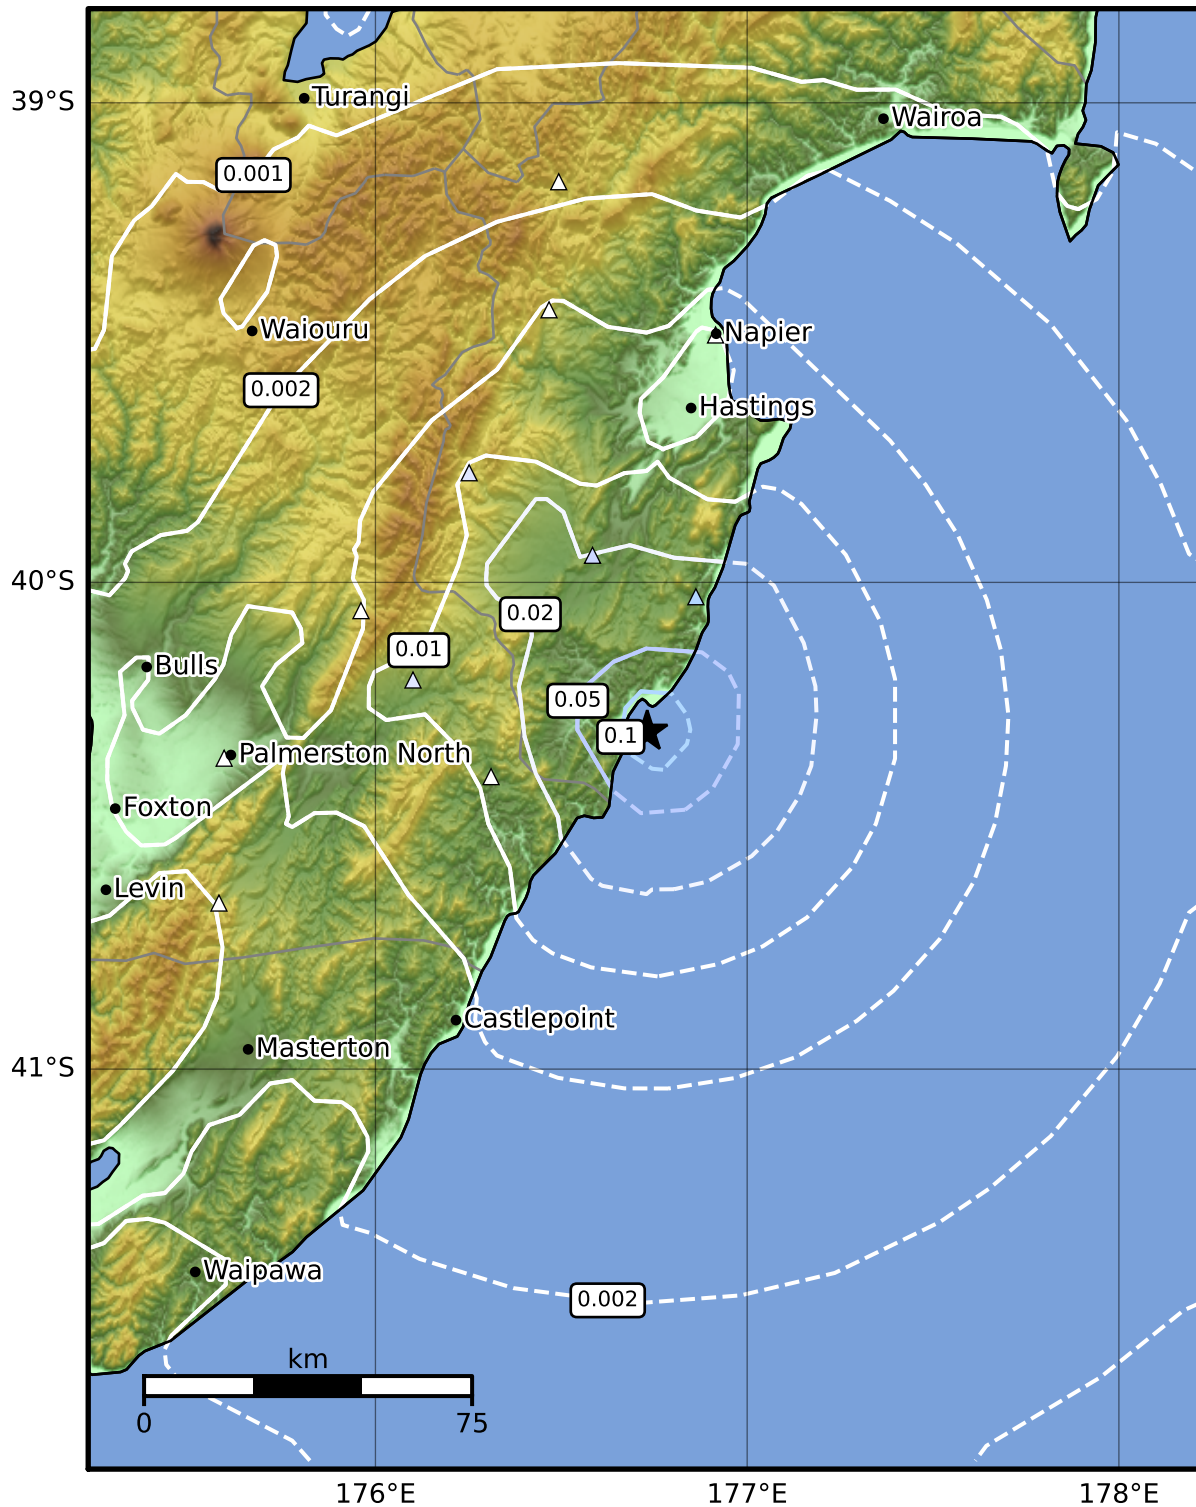 39°S
Turangi
Wairoa
0.001
Waiouru
Napier
0.002
Hastings
40°S
0.02
0.01
Bulls
0.05
0.1
Palmerston North
Foxton
Levin
Castlepoint
Masterton
41°S
Waipawa
0.002
km
0
75
176°E
177°E
178°E